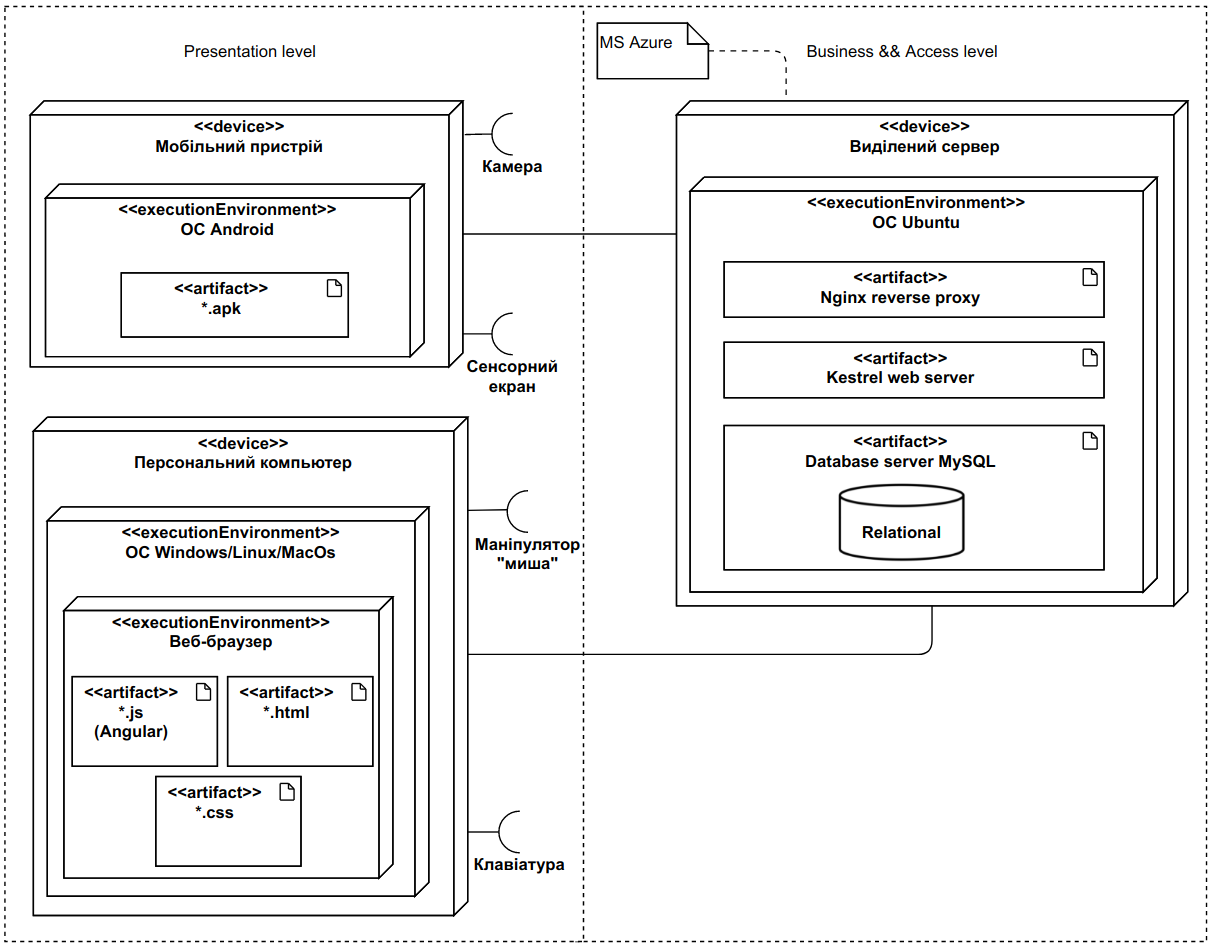 Presentation level
<<device>>
Мобільний пристрій
<<executionEnvironment>>
ОС Android
<<artifact>>
*.apk
Камера
Сенсорний
екран
<<device>>
Персональний компьютер
<<executionEnvironment>>
ОС Windows/Linux/MacOs
<<executionEnvironment>>
Веб-браузер
<<artifact>>
*.js
(Angular)
<<artifact>>
*.html
<<artifact>>
*.css
Маніпулятор
"миша"
Клавіатура
MS Azure
Business && Access level
<<device>>
Виділений сервер
<<executionEnvironment>>
ОС Ubuntu
<<artifact>>
Nginx reverse proxy
<<artifact>>
Kestrel web server
<<artifact>>
Database server MySQL
Relational